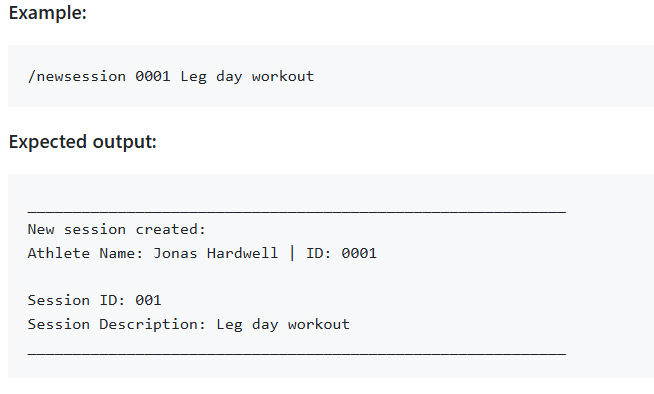 Example:
/newsession 0001 Leg day workout
Expected output:
____________________________________________________________
New session created:
Athlete Name: Jonas Hardwell | ID: 0001
Session ID: 001
Session Description: Leg day workout
____________________________________________________________